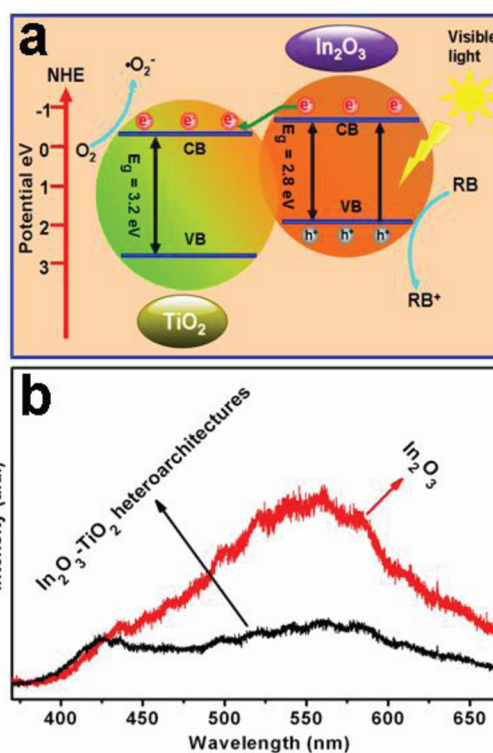 a
In₂O₃
Visible
light
NHE
•O₂⁻
-1
0
1
2
3
Potential eV
O₂
e⁻ e⁻ e⁻
e⁻ e⁻ e⁻
CB
CB
E_g = 3.2 eV
E_g = 2.8 eV
VB
VB
h⁺ h⁺ h⁺
RB
RB⁺
TiO₂
b
In₂O₃-TiO₂ heteroarchitectures
In₂O₃
400 450 500 550 600 650
Wavelength (nm)